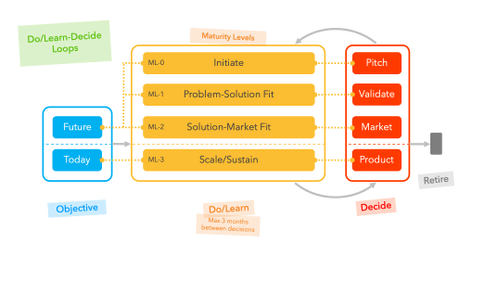 Do/Learn-Decide
Loops
Maturity Levels
ML-0 Initiate Pitch
ML-1 Problem-Solution Fit Validate
Future ML-2 Solution-Market Fit Market
Today ML-3 Scale/Sustain Product
Retire
Objective
Do/Learn
Max 3 months
between decisions
Decide